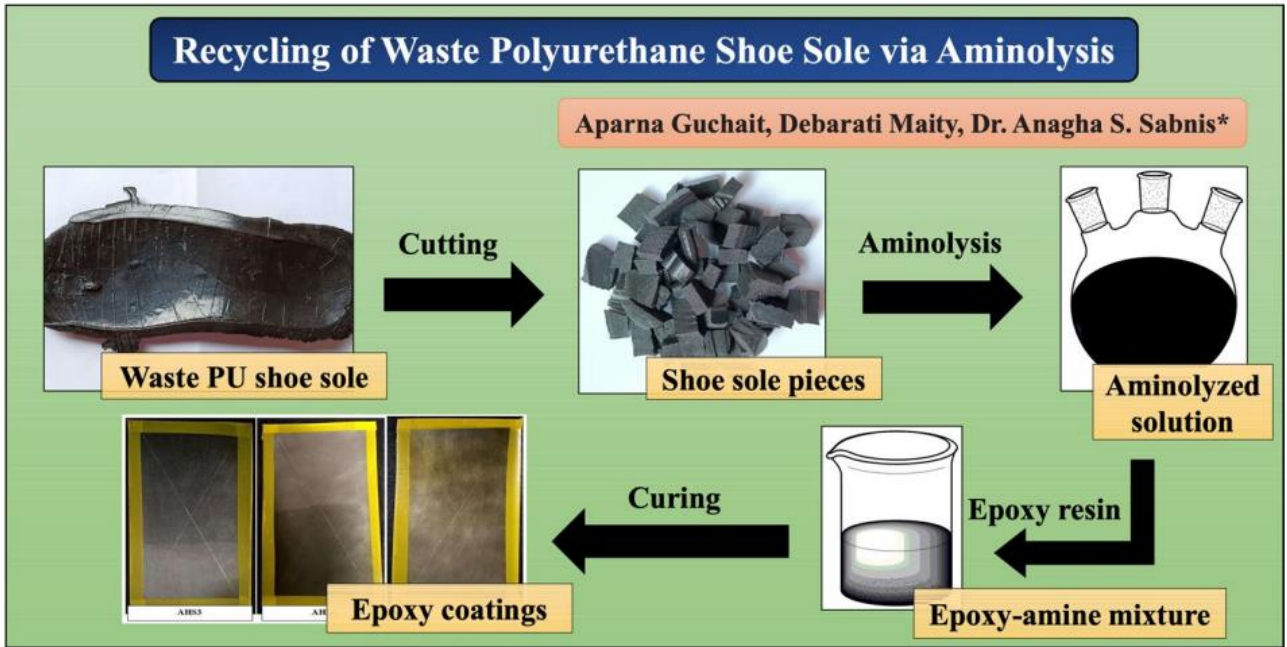 Recycling of Waste Polyurethane Shoe Sole via Aminolysis
Aparna Guchait, Debarati Maity, Dr. Anagha S. Sabnis*
Cutting
Aminolysis
Waste PU shoe sole
Shoe sole pieces
Aminolyzed
solution
Epoxy resin
Epoxy-amine mixture
Curing
AHS3
Epoxy coatings